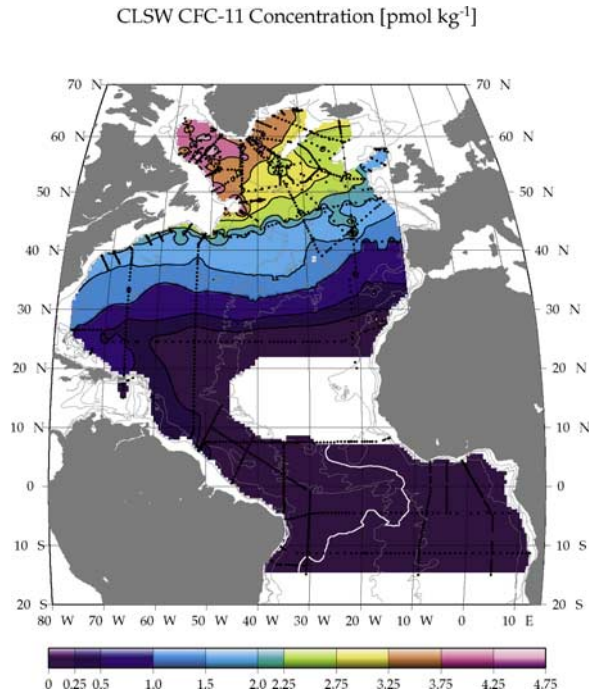 CLSW CFC-11 Concentration [pmol kg-1]
70 N 70 N
60 N 60 N
50 N 50 N
40 N 40 N
30 N 30 N
20 N 20 N
10 N 10 N
0 0
10 S 10 S
20 S 20 S
80 W 70 W 60 W 50 W 40 W 30 W 20 W 10 W 0 10 E
0 0.25 0.5 1.0 1.5 2.0 2.25 2.75 3.25 3.75 4.25 4.75